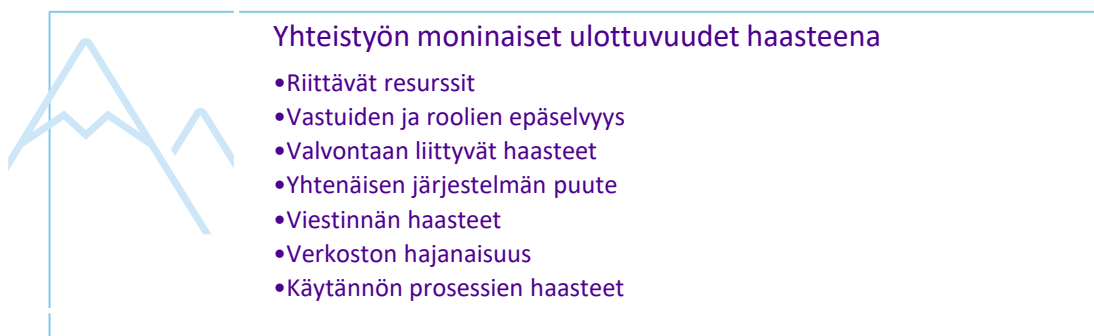 Yhteistyön moninaiset ulottuvuudet haasteena
•Riittävät resurssit
•Vastuiden ja roolien epäselvyys
•Valvontaan liittyvät haasteet
•Yhtenäisen järjestelmän puute
•Viestinnän haasteet
•Verkoston hajanaisuus
•Käytännön prosessien haasteet